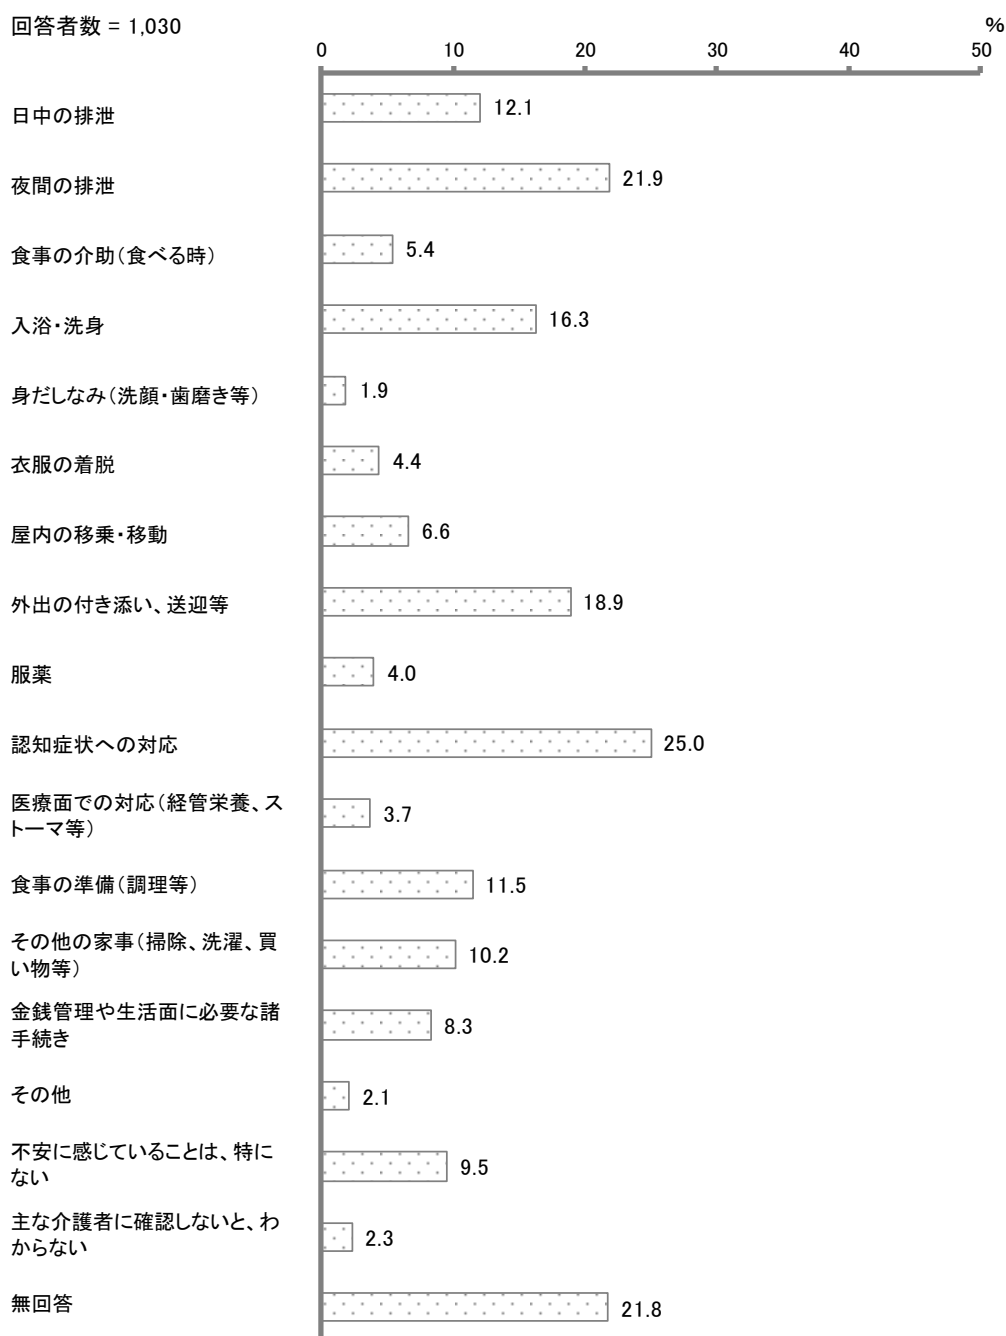 回答者数 = 1,030
%
0 10 20 30 40 50
日中の排泄 12.1
夜間の排泄 21.9
食事の介助(食べる時) 5.4
入浴・洗身 16.3
身だしなみ(洗顔・歯磨き等) 1.9
衣服の着脱 4.4
屋内の移乗・移動 6.6
外出の付き添い、送迎等 18.9
服薬 4.0
認知症状への対応 25.0
医療面での対応(経管栄養、ス
トーマ等) 3.7
食事の準備(調理等) 11.5
その他の家事(掃除、洗濯、買
い物等) 10.2
金銭管理や生活面に必要な諸
手続き 8.3
その他 2.1
不安に感じていることは、特に
ない 9.5
主な介護者に確認しないと、わ
からない 2.3
無回答 21.8